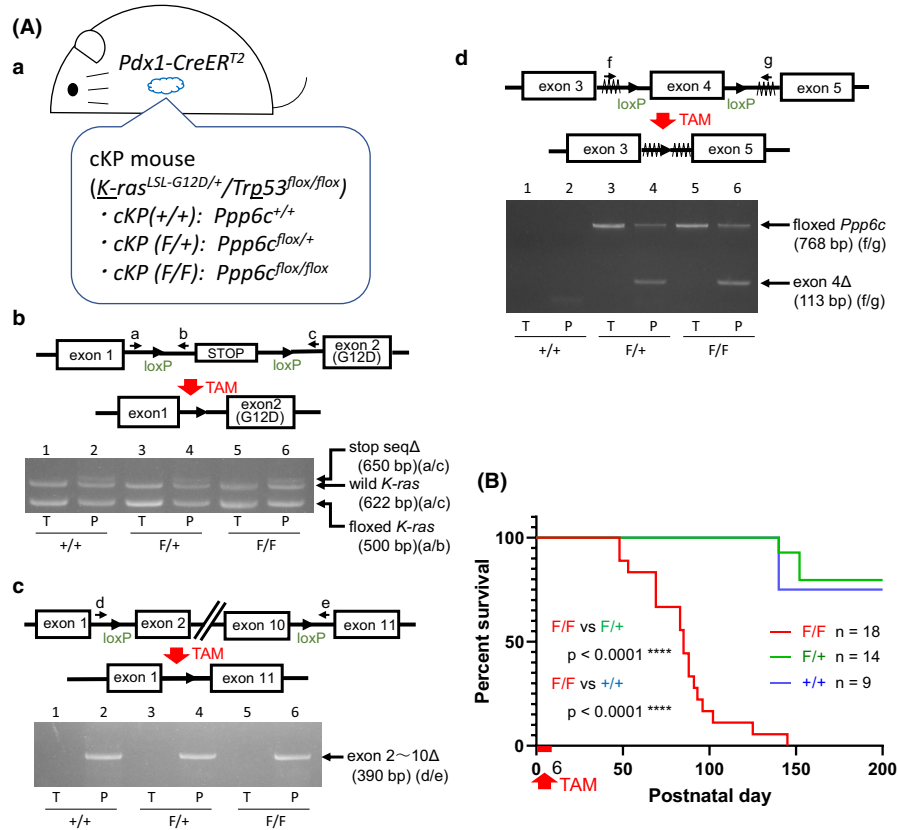 (A)
a
Pdx1-CreER^T2
cKP mouse
(K-ras^LSL-G12D/+/Trp53^flox/flox)
・cKP(+/+): Ppp6c^+/+
・cKP (F/+): Ppp6c^flox/+
・cKP (F/F): Ppp6c^flox/flox
b
a b c
exon 1 STOP exon 2
(G12D)
loxP loxP
TAM
exon1 exon2
(G12D)
1 2 3 4 5 6
stop seqΔ
(650 bp)(a/c)
wild K-ras
(622 bp)(a/c)
floxed K-ras
(500 bp)(a/b)
T P T P T P
+/+ F/+ F/F
c
d e
exon 1 exon 2 exon 10 exon 11
loxP loxP
TAM
exon 1 exon 11
1 2 3 4 5 6
exon 2～10Δ
(390 bp) (d/e)
T P T P T P
+/+ F/+ F/F
d
f g
exon 3 exon 4 exon 5
loxP loxP
TAM
exon 3 exon 5
1 2 3 4 5 6
floxed Ppp6c
(768 bp) (f/g)
exon 4Δ
(113 bp) (f/g)
T P T P T P
+/+ F/+ F/F
(B)
Percent survival
100
50
0
F/F vs F/+
p < 0.0001 ****
F/F vs +/+
p < 0.0001 ****
F/F n = 18
F/+ n = 14
+/+ n = 9
0 6 50 100 150 200
TAM
Postnatal day